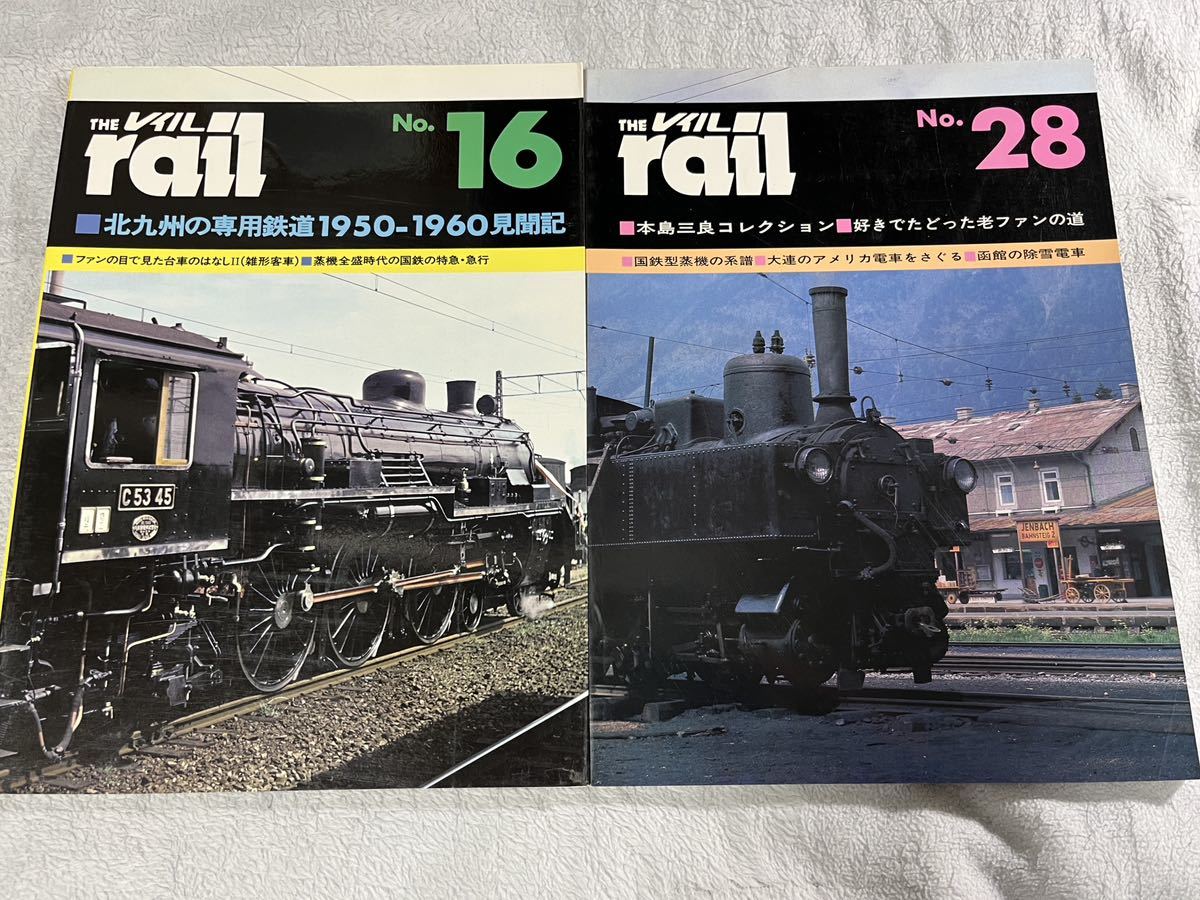 THE レイル
rail
No. 16
■北九州の専用鉄道1950-1960見聞記
■ファンの目で見た台車のはなしII(雑形客車)■蒸機全盛時代の国鉄の特急・急行
C53 45
THE レイル
rail
No. 28
■本島三良コレクション■好きでたどった老ファンの道
■国鉄型蒸機の系譜■大連のアメリカ電車をさぐる■函館の除雪電車
JENBACH
BAHNSTEIG 2